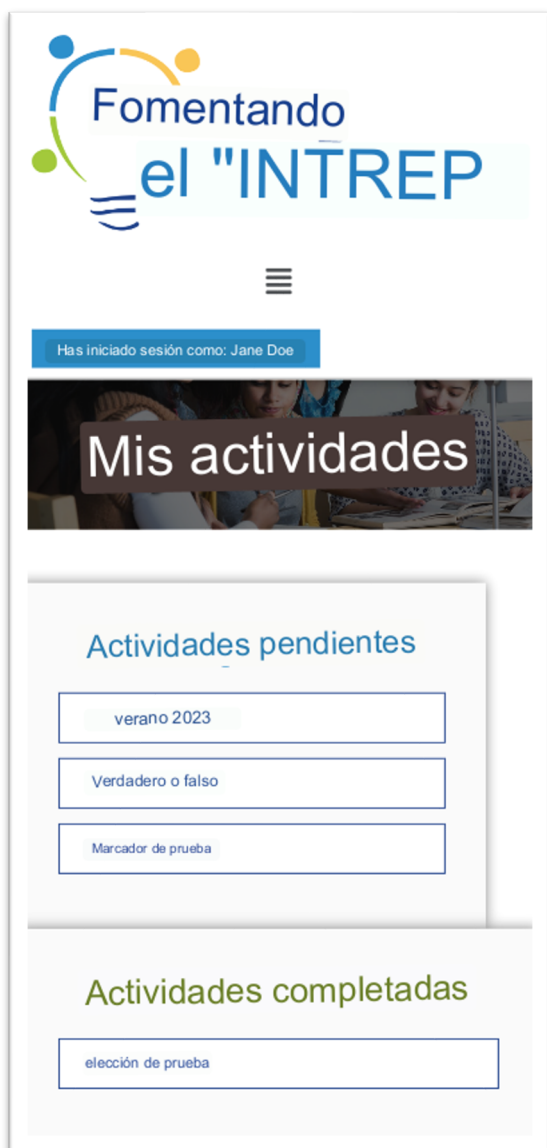 Fomentando
el "INTREP
Has iniciado sesión como: Jane Doe
Mis actividades
Actividades pendientes
verano 2023
Verdadero o falso
Marcador de prueba
Actividades completadas
elección de prueba